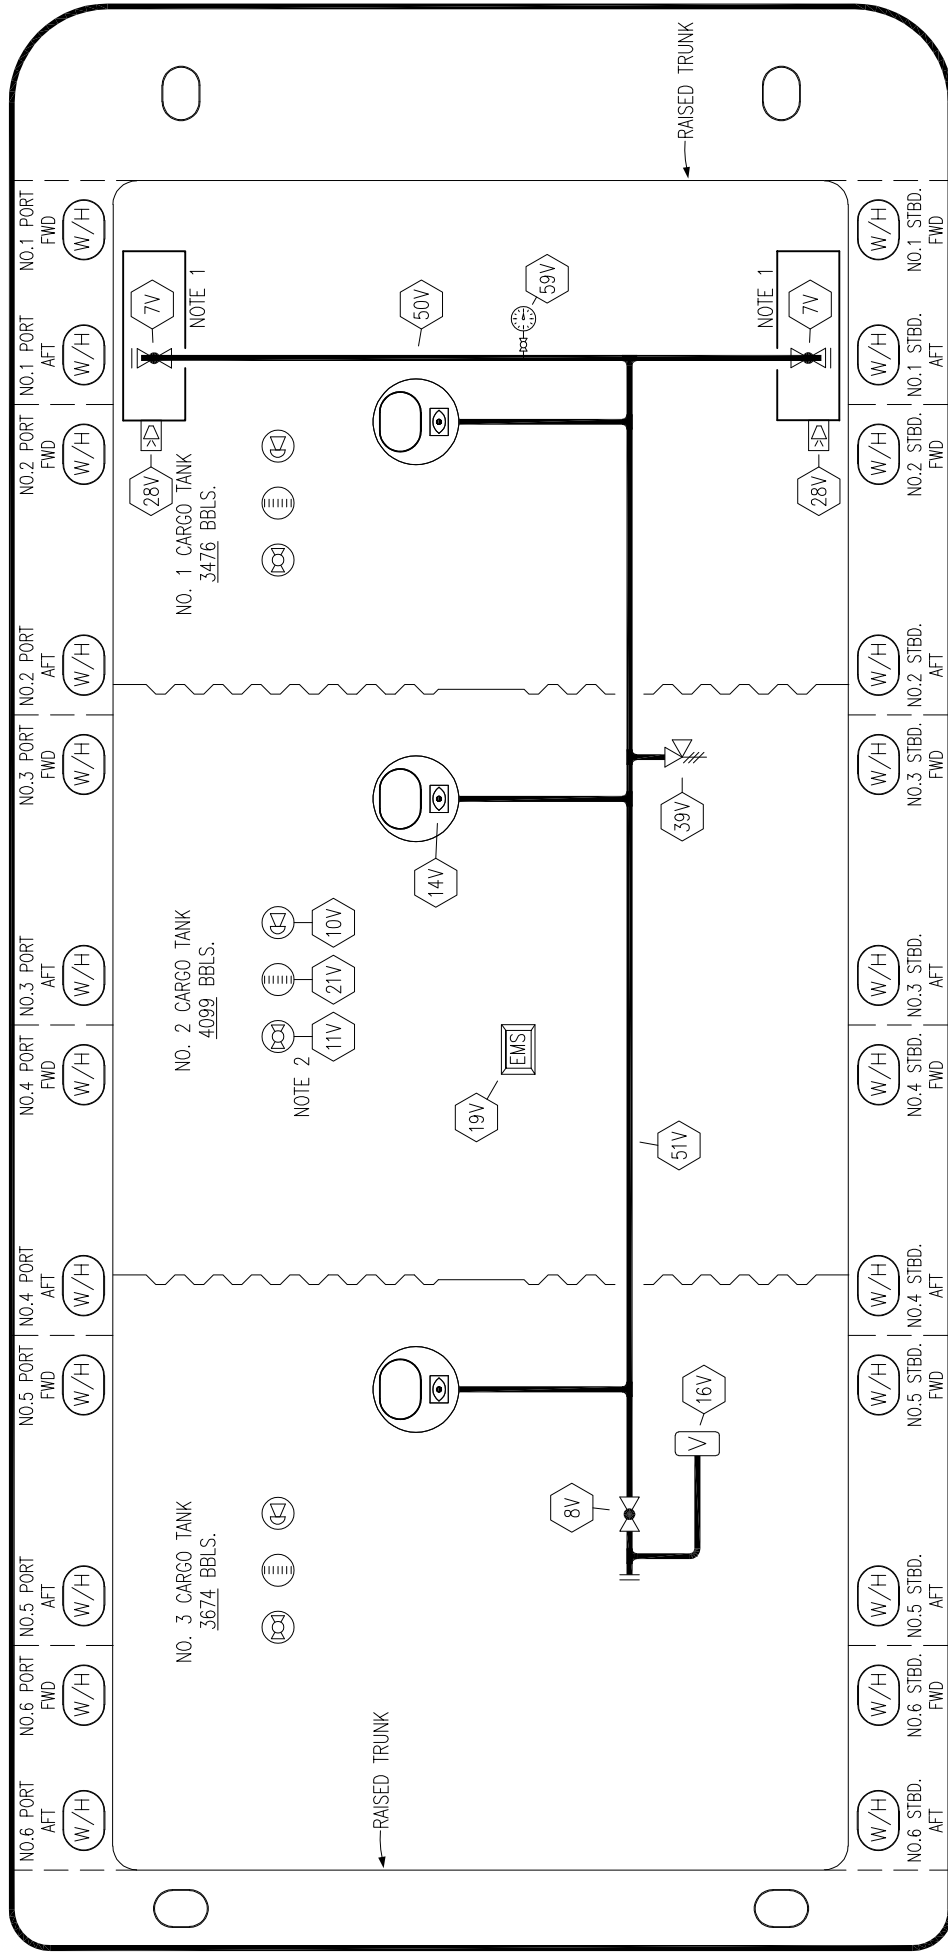 NO.6 PORT
AFT
W/H
NO.6 PORT
FWD
W/H
NO.5 PORT
AFT
W/H
NO.5 PORT
FWD
W/H
NO.4 PORT
AFT
W/H
NO.4 PORT
FWD
W/H
NO.3 PORT
AFT
W/H
NO.3 PORT
FWD
W/H
NO.2 PORT
AFT
W/H
NO.2 PORT
FWD
W/H
NO.1 PORT
AFT
W/H
NO.1 PORT
FWD
W/H
RAISED TRUNK
NO. 3 CARGO TANK
3674 BBLS.
8V
16V
V
NO. 2 CARGO TANK
4099 BBLS.
NOTE 2
11V
21V
10V
19V
EMS
51V
14V
39V
NO. 1 CARGO TANK
3476 BBLS.
28V
7V
NOTE 1
50V
59V
NOTE 1
7V
28V
RAISED TRUNK
W/H
NO.6 STBD.
AFT
W/H
NO.6 STBD.
FWD
W/H
NO.5 STBD.
AFT
W/H
NO.5 STBD.
FWD
W/H
NO.4 STBD.
AFT
W/H
NO.4 STBD.
FWD
W/H
NO.3 STBD.
AFT
W/H
NO.3 STBD.
FWD
W/H
NO.2 STBD.
AFT
W/H
NO.2 STBD.
FWD
W/H
NO.1 STBD.
AFT
W/H
NO.1 STBD.
FWD